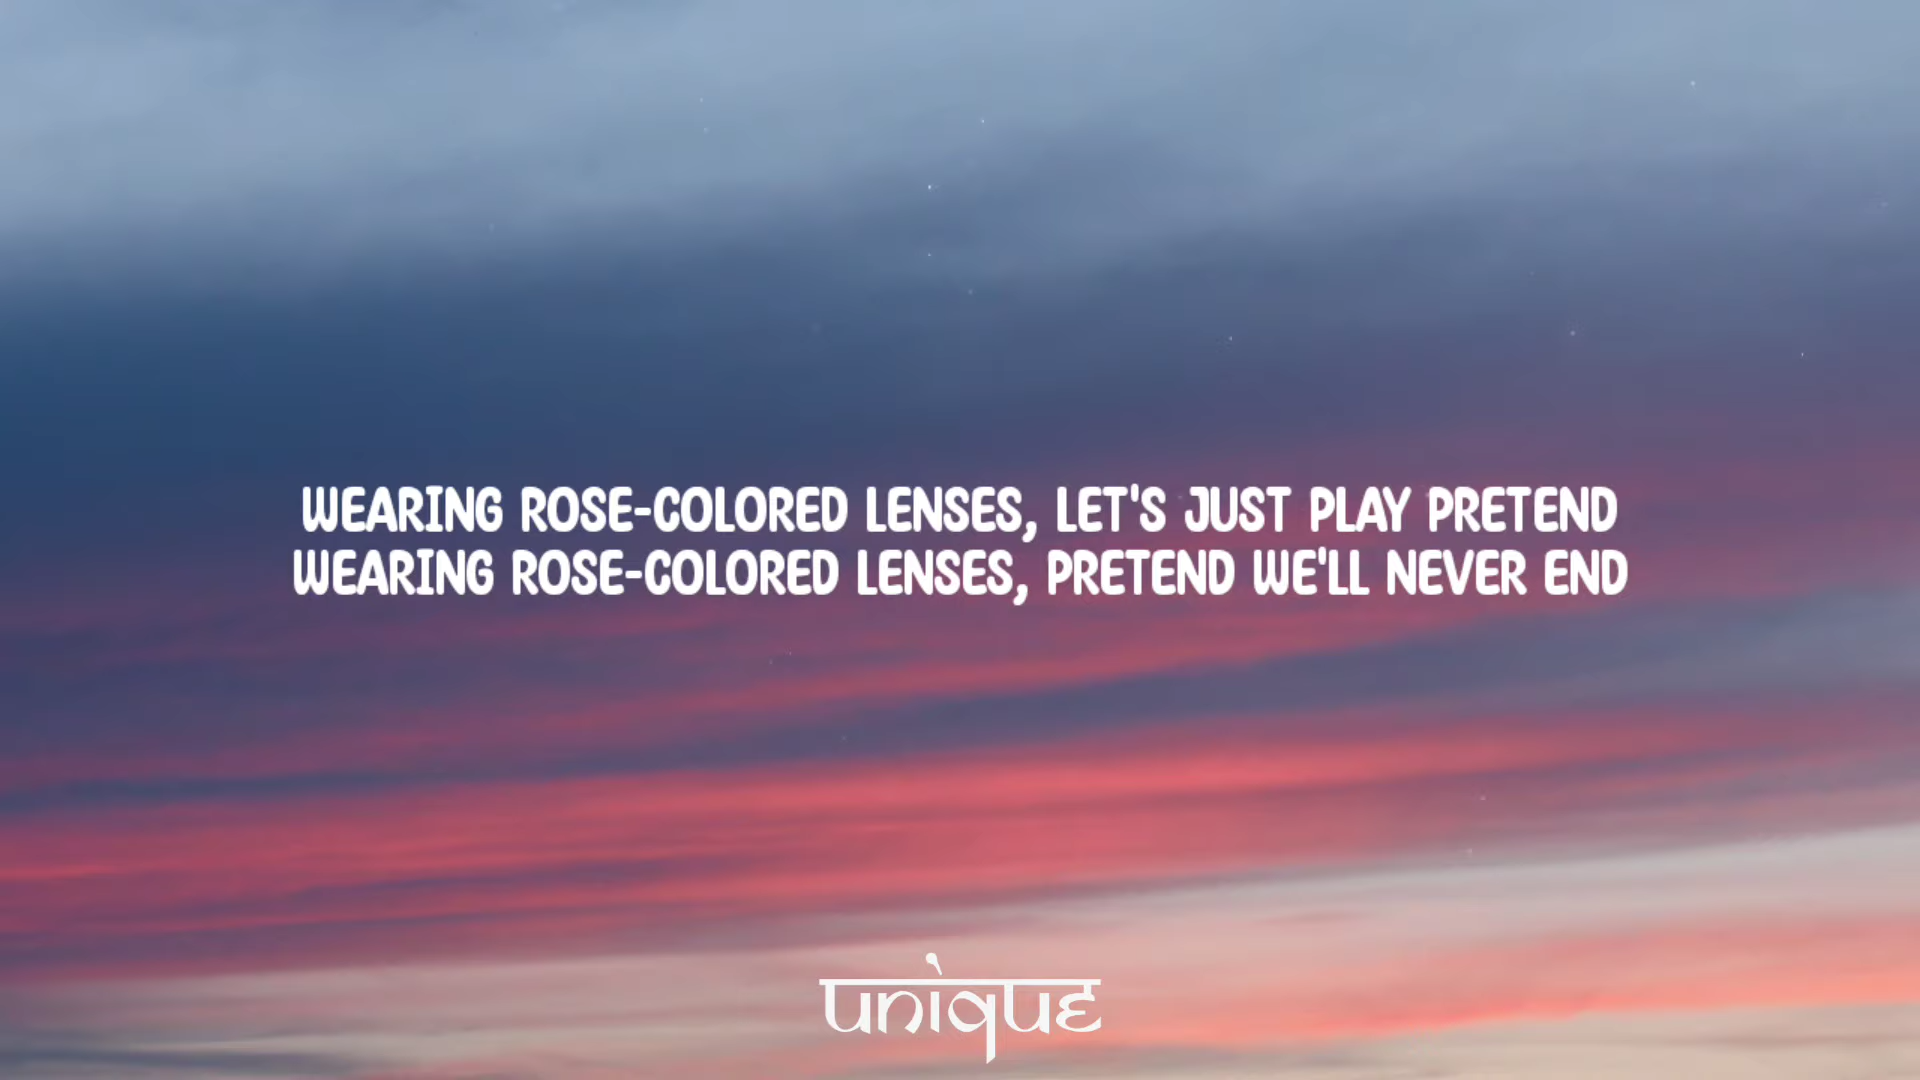 WEARING ROSE-COLORED LENSES, LET'S JUST PLAY PRETEND
WEARING ROSE-COLORED LENSES, PRETEND WE'LL NEVER END
unique